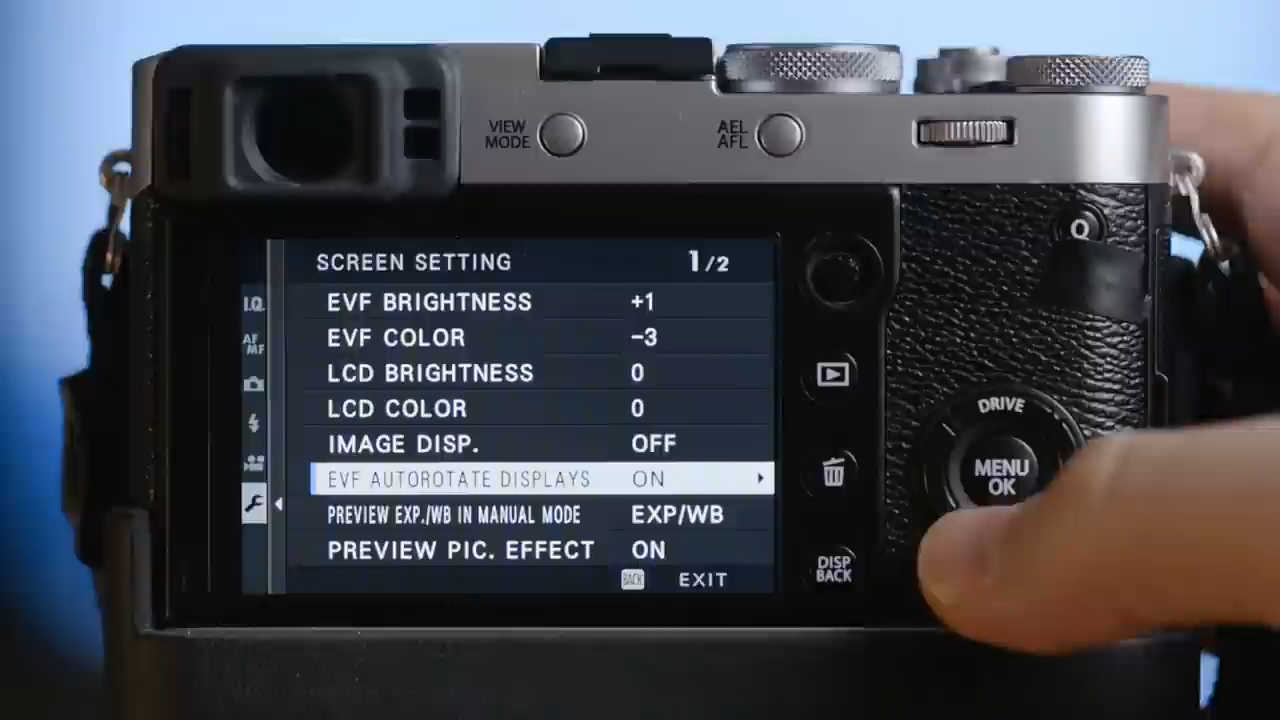 VIEW
MODE
AEL
AFL
Q
SCREEN SETTING 1/2
I.Q.
EVF BRIGHTNESS +1
EVF COLOR -3
AF
MF
LCD BRIGHTNESS 0
LCD COLOR 0
IMAGE DISP. OFF
EVF AUTOROTATE DISPLAYS ON
PREVIEW EXP./WB IN MANUAL MODE EXP/WB
PREVIEW PIC. EFFECT ON
BACK EXIT
DRIVE
MENU
OK
DISP
BACK